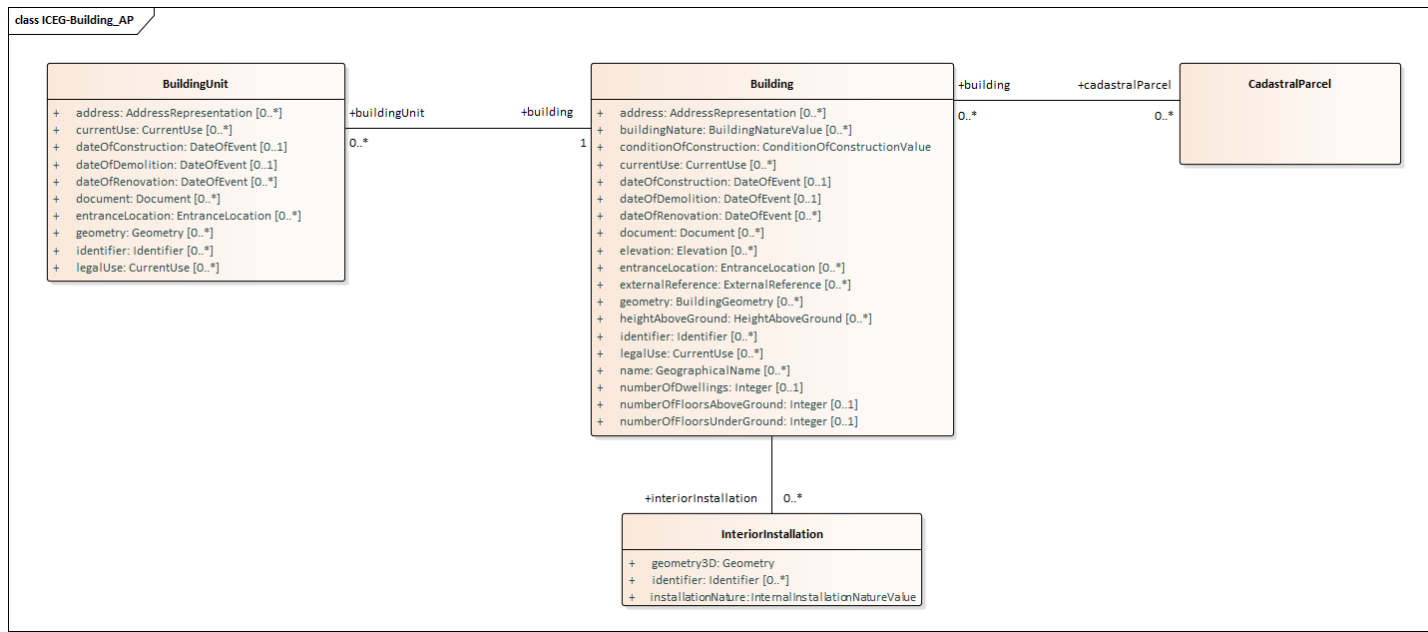 class ICEG-Building_AP
BuildingUnit
+ address: AddressRepresentation [0..*]
+ currentUse: CurrentUse [0..*]
+ dateOfConstruction: DateOfEvent [0..1]
+ dateOfDemolition: DateOfEvent [0..1]
+ dateOfRenovation: DateOfEvent [0..*]
+ document: Document [0..*]
+ entranceLocation: EntranceLocation [0..*]
+ geometry: Geometry [0..*]
+ identifier: Identifier [0..*]
+ legalUse: CurrentUse [0..*]
+buildingUnit
0..*
+building
1
Building
+ address: AddressRepresentation [0..*]
+ buildingNature: BuildingNatureValue [0..*]
+ conditionOfConstruction: ConditionOfConstructionValue
+ currentUse: CurrentUse [0..*]
+ dateOfConstruction: DateOfEvent [0..1]
+ dateOfDemolition: DateOfEvent [0..1]
+ dateOfRenovation: DateOfEvent [0..*]
+ document: Document [0..*]
+ elevation: Elevation [0..*]
+ entranceLocation: EntranceLocation [0..*]
+ externalReference: ExternalReference [0..*]
+ geometry: BuildingGeometry [0..*]
+ heightAboveGround: HeightAboveGround [0..*]
+ identifier: Identifier [0..*]
+ legalUse: CurrentUse [0..*]
+ name: GeographicalName [0..*]
+ numberOfDwellings: Integer [0..1]
+ numberOfFloorsAboveGround: Integer [0..1]
+ numberOfFloorsUnderGround: Integer [0..1]
+building
0..*
+cadastralParcel
0..*
CadastralParcel
+interiorInstallation
0..*
InteriorInstallation
+ geometry3D: Geometry
+ identifier: Identifier [0..*]
+ installationNature:InternalInstallationNatureValue